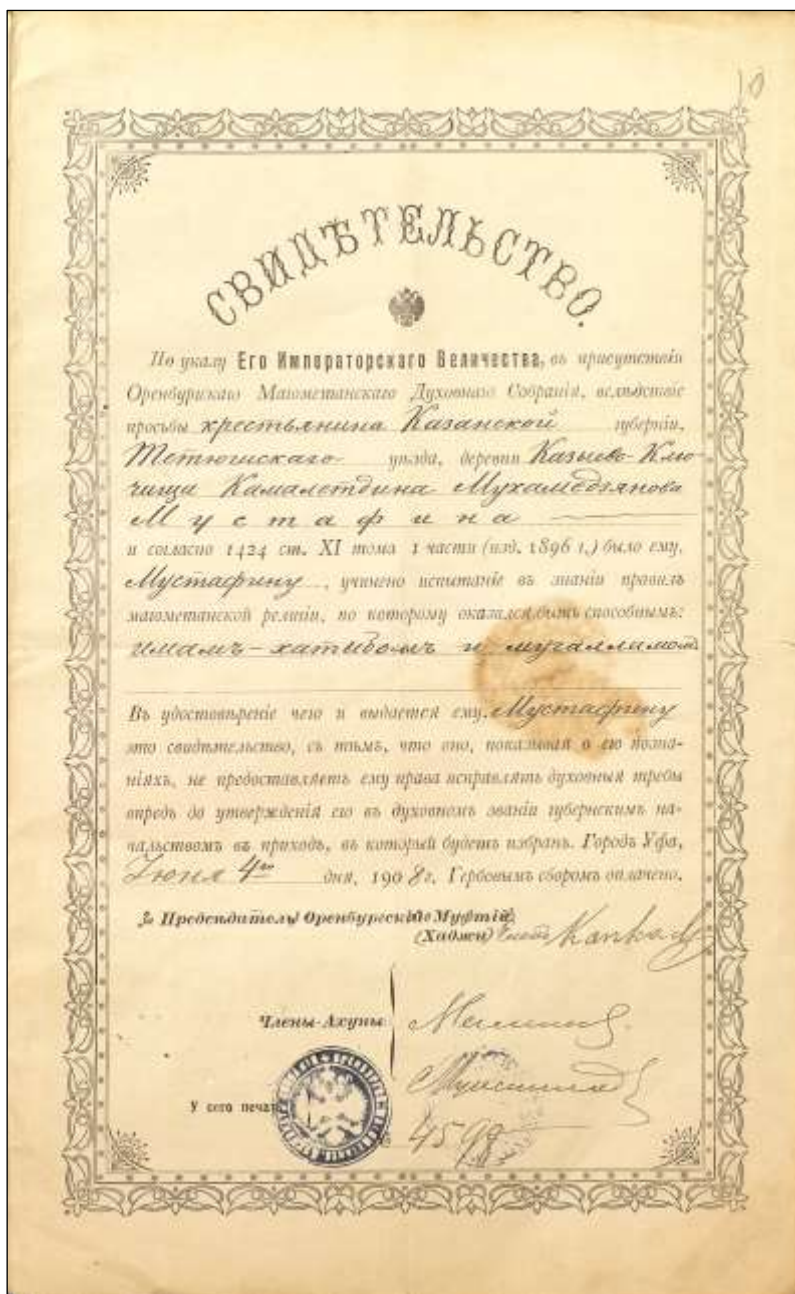 10
СВИДѢТЕЛЬСТВО.
По указу Его Императорскаго Величества, въ присутствіи
Оренбургскаго Магометанскаго Духовнаго Собранія, вслѣдствіе
просьбы крестьянина Казанской губерніи,
Тетюшскаго уѣзда, деревни Казыево-Клю-
чища Камалетдина Мухамедзянова
Мустафина
и согласно 1424 ст. XI тома 1 части (изд. 1896 г.) было ему,
Мустафину, учинено испытаніе въ знаніи правилъ
магометанской религіи, по которому оказался быть способнымъ:
имамъ-хатибомъ и мугаллимомъ
Въ удостовѣреніе чего и выдается ему, Мустафину
это свидѣтельство, съ тѣмъ, что оно, показывая о его позна-
ніяхъ, не предоставляетъ ему права исправлять духовныя требы
впредь до утвержденія его въ духовномъ званіи губернскимъ на-
чальствомъ въ приходѣ, въ который будетъ избранъ. Городъ Уфа,
Іюня 4го дня, 1908 г. Гербовымъ сборомъ оплачено.
Предсѣдатель Оренбургскій Муфтій
(Хаджи) Капка
Члены-Ахуны
У сего печать
4598